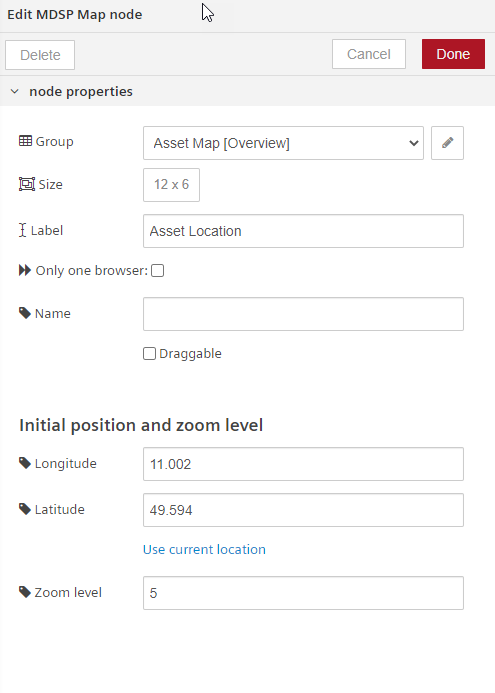 Edit MDSP Map node
Delete
Cancel
Done
node properties
Group
Asset Map [Overview]
Size
12 x 6
Label
Asset Location
Only one browser:
Name
Draggable
Initial position and zoom level
Longitude
11.002
Latitude
49.594
Use current location
Zoom level
5